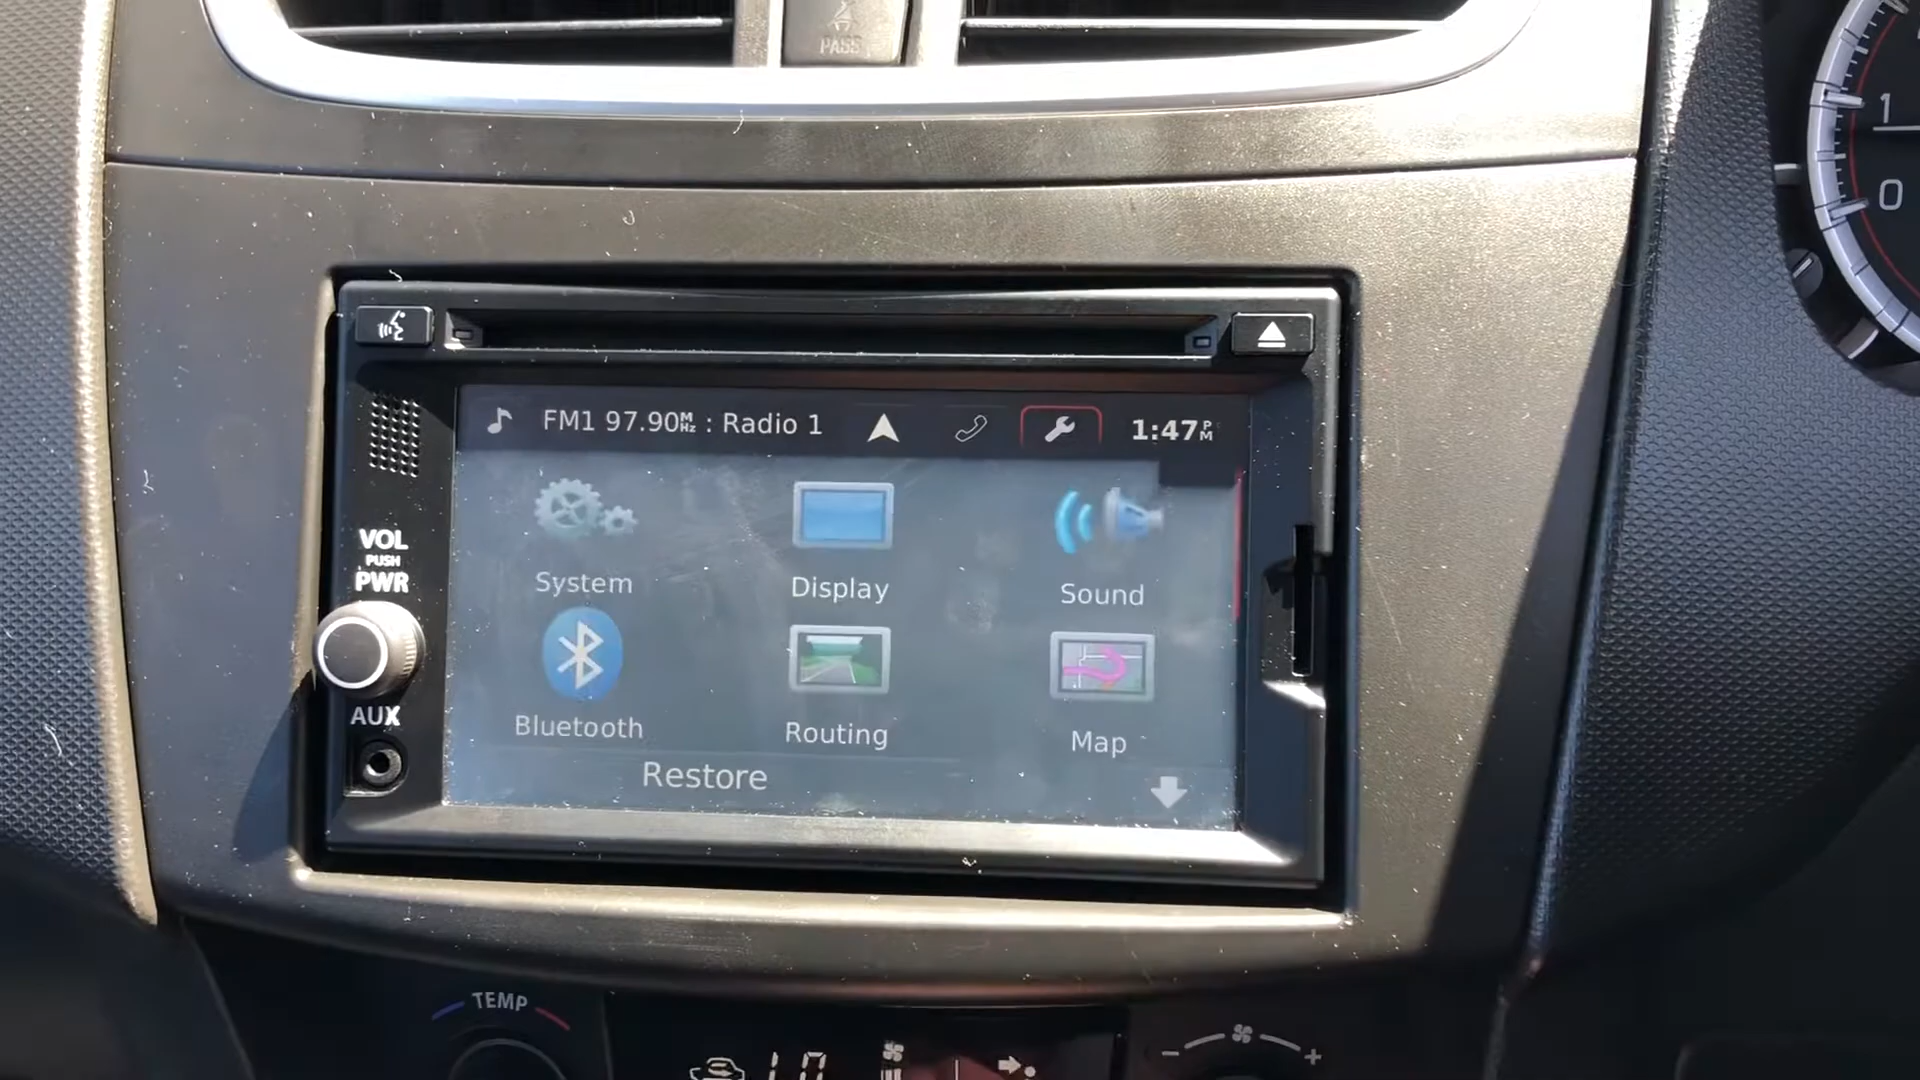 PASS
1
0
FM1 97.90MHz : Radio 1
1:47PM
VOL
PUSH
PWR
AUX
System
Display
Sound
Bluetooth
Routing
Map
Restore
TEMP
- +